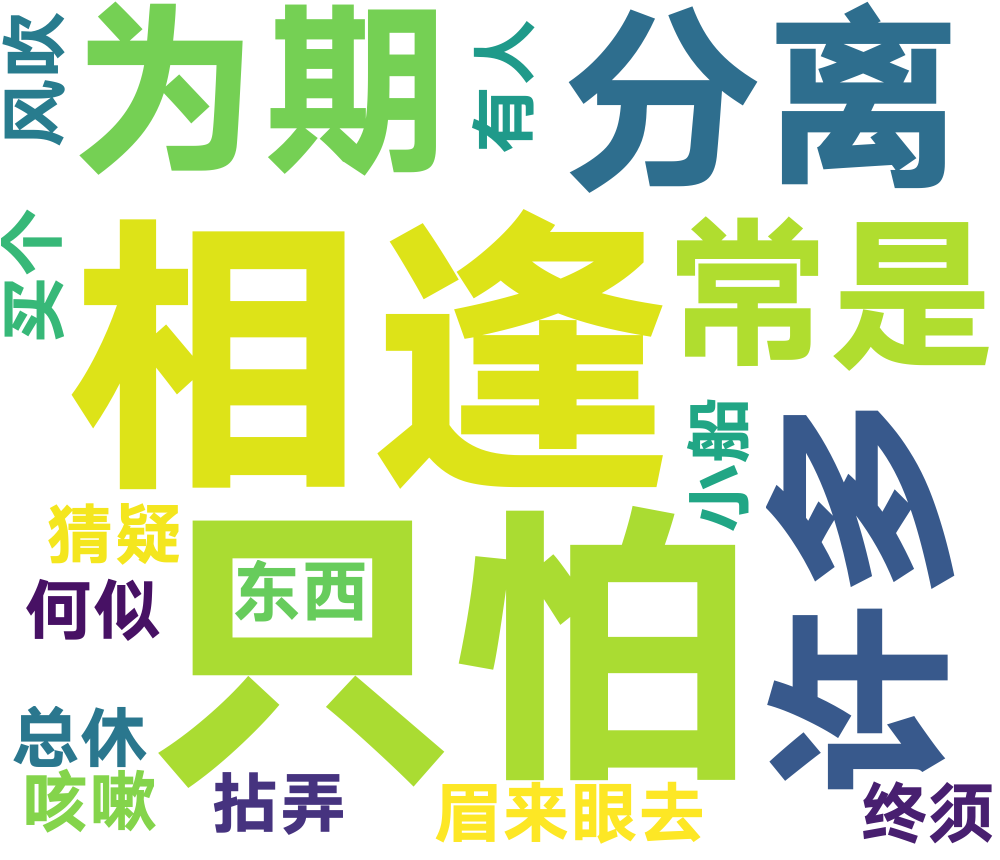 风吹
为期
有人
分离
买个
相逢
常是
小船
许多
猜疑
只怕
东西
何似
总休
咳嗽
拈弄
眉来眼去
终须